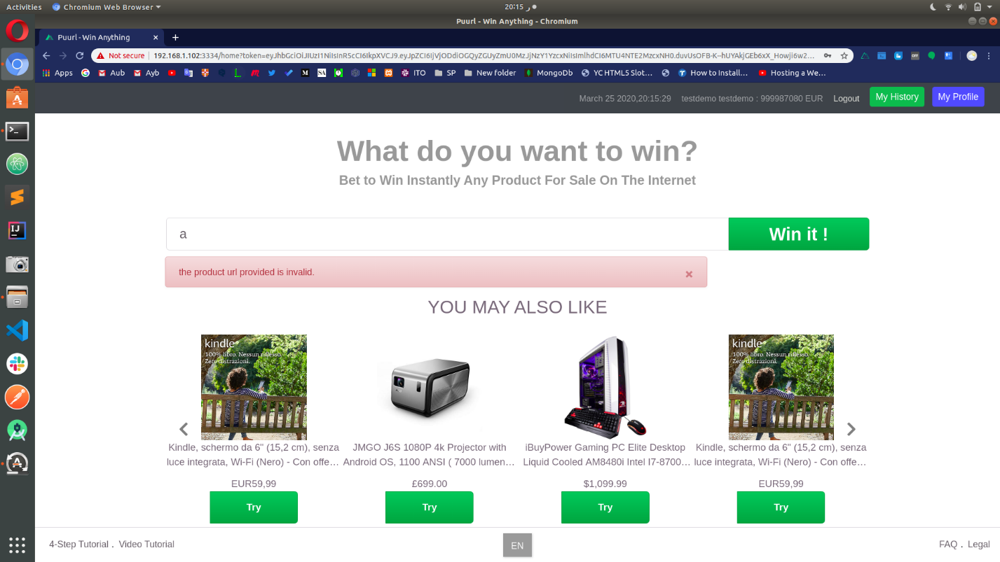 Activities Chromium Web Browser
20:15 ر
Puurl - Win Anything - Chromium
Puurl - Win Anything
Not secure 192.168.1.102:3334/home?token=
Apps Aub Ayb ITO SP New folder MongoDb YC HTML5 Slot… How to Install… Hosting a We…
March 25 2020,20:15:29 testdemo testdemo : 999987080 EUR Logout My History My Profile
What do you want to win?
Bet to Win Instantly Any Product For Sale On The Internet
a
Win it !
the product url provided is invalid.
YOU MAY ALSO LIKE
kindle
100% libro. Nessun riflesso.
Zero distrazioni.
kindle
100% libro. Nessun riflesso.
Zero distrazioni.
Kindle, schermo da 6" (15,2 cm), senza
luce integrata, Wi-Fi (Nero) - Con offe…
EUR59,99
Try
JMGO J6S 1080P 4k Projector with
Android OS, 1100 ANSI ( 7000 lumen…
£699.00
Try
iBuyPower Gaming PC Elite Desktop
Liquid Cooled AM8480i Intel I7-8700…
$1,099.99
Try
Kindle, schermo da 6" (15,2 cm), senza
luce integrata, Wi-Fi (Nero) - Con offe…
EUR59,99
Try
4-Step Tutorial . Video Tutorial
EN
FAQ . Legal